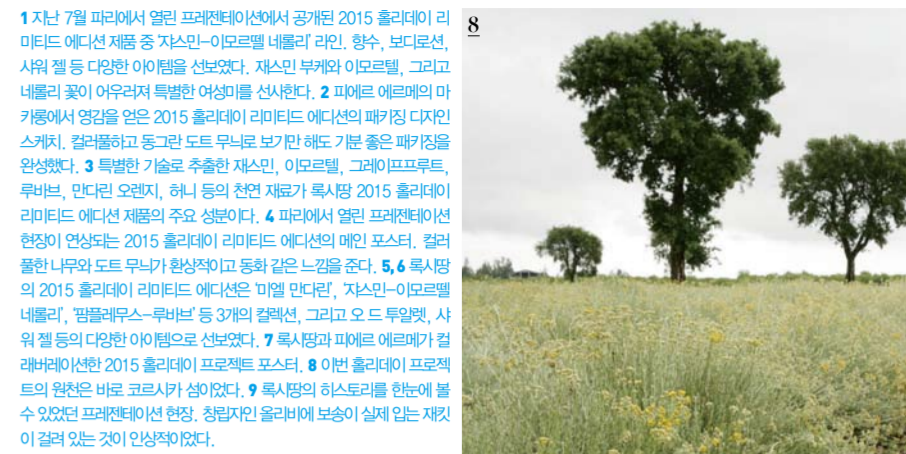 1 지난 7월 파리에서 열린 프레젠테이션에서 공개된 2015 홀리데이 리
미티드 에디션 제품 중 ‘쟈스민-이모르뗄 네롤리’ 라인. 향수, 보디로션,
샤워 젤 등 다양한 아이템을 선보였다. 재스민 부케와 이모르텔, 그리고
네롤리 꽃이 어우러져 특별한 여성미를 선사한다. 2 피에르 에르메의 마
카롱에서 영감을 얻은 2015 홀리데이 리미티드 에디션의 패키징 디자인
스케치. 컬러풀하고 동그란 도트 무늬로 보기만 해도 기분 좋은 패키징을
완성했다. 3 특별한 기술로 추출한 재스민, 이모르텔, 그레이프프루트,
루바브, 만다린 오렌지, 허니 등의 천연 재료가 록시땅 2015 홀리데이
리미티드 에디션 제품의 주요 성분이다. 4 파리에서 열린 프레젠테이션
현장이 연상되는 2015 홀리데이 리미티드 에디션의 메인 포스터. 컬러
풀한 나무와 도트 무늬가 환상적이고 동화 같은 느낌을 준다. 5, 6 록시땅
의 2015 홀리데이 리미티드 에디션은 ‘미엘 만다린’, ‘쟈스민-이모르뗄
네롤리’, ‘팜플레무스-루바브’ 등 3개의 컬렉션, 그리고 오 드 투알렛, 샤
워 젤 등의 다양한 아이템으로 선보였다. 7 록시땅과 피에르 에르메가 컬
래버레이션한 2015 홀리데이 프로젝트 포스터. 8 이번 홀리데이 프로젝
트의 원천은 바로 코르시카 섬이었다. 9 록시땅의 히스토리를 한눈에 볼
수 있었던 프레젠테이션 현장. 창립자인 올리비에 보송이 실제 입는 재킷
이 걸려 있는 것이 인상적이었다.
8